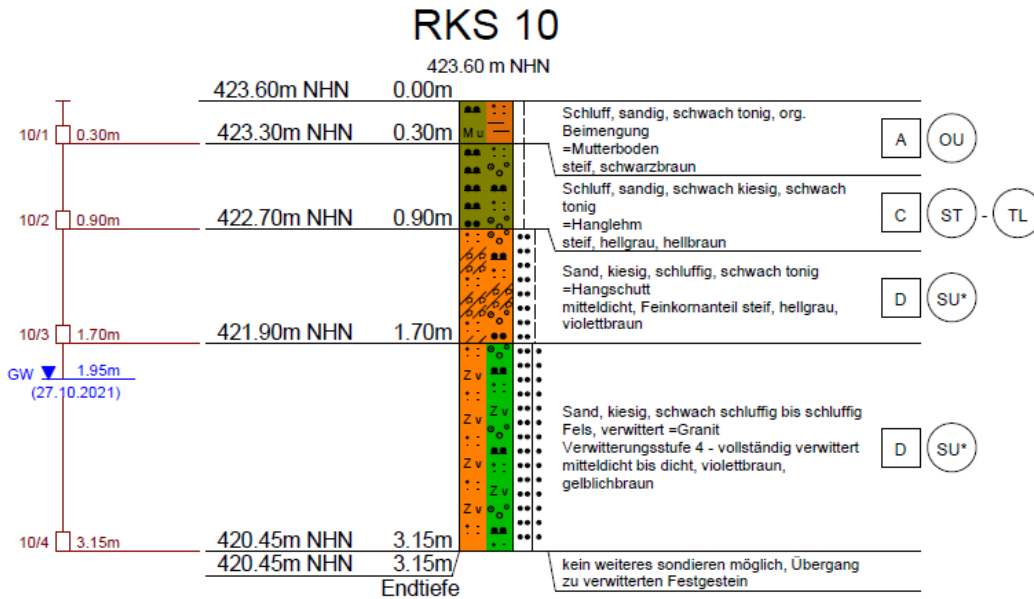 RKS 10
423.60 m NHN
423.60m NHN 0.00m
10/1 0.30m 423.30m NHN 0.30m
Mu
Schluff, sandig, schwach tonig, org.
Beimengung
=Mutterboden
steif, schwarzbraun
A OU
10/2 0.90m 422.70m NHN 0.90m
Schluff, sandig, schwach kiesig, schwach
tonig
=Hanglehm
steif, hellgrau, hellbraun
C ST - TL
Sand, kiesig, schluffig, schwach tonig
=Hangschutt
mitteldicht, Feinkornanteil steif, hellgrau,
violettbraun
D SU*
10/3 1.70m 421.90m NHN 1.70m
GW 1.95m
(27.10.2021)
Z v
Z v
Z v
Z v
Z v
Z v
Sand, kiesig, schwach schluffig bis schluffig
Fels, verwittert =Granit
Verwitterungsstufe 4 - vollständig verwittert
mitteldicht bis dicht, violettbraun,
gelblichbraun
D SU*
10/4 3.15m 420.45m NHN 3.15m
420.45m NHN 3.15m
Endtiefe
kein weiteres sondieren möglich, Übergang
zu verwitterten Festgestein